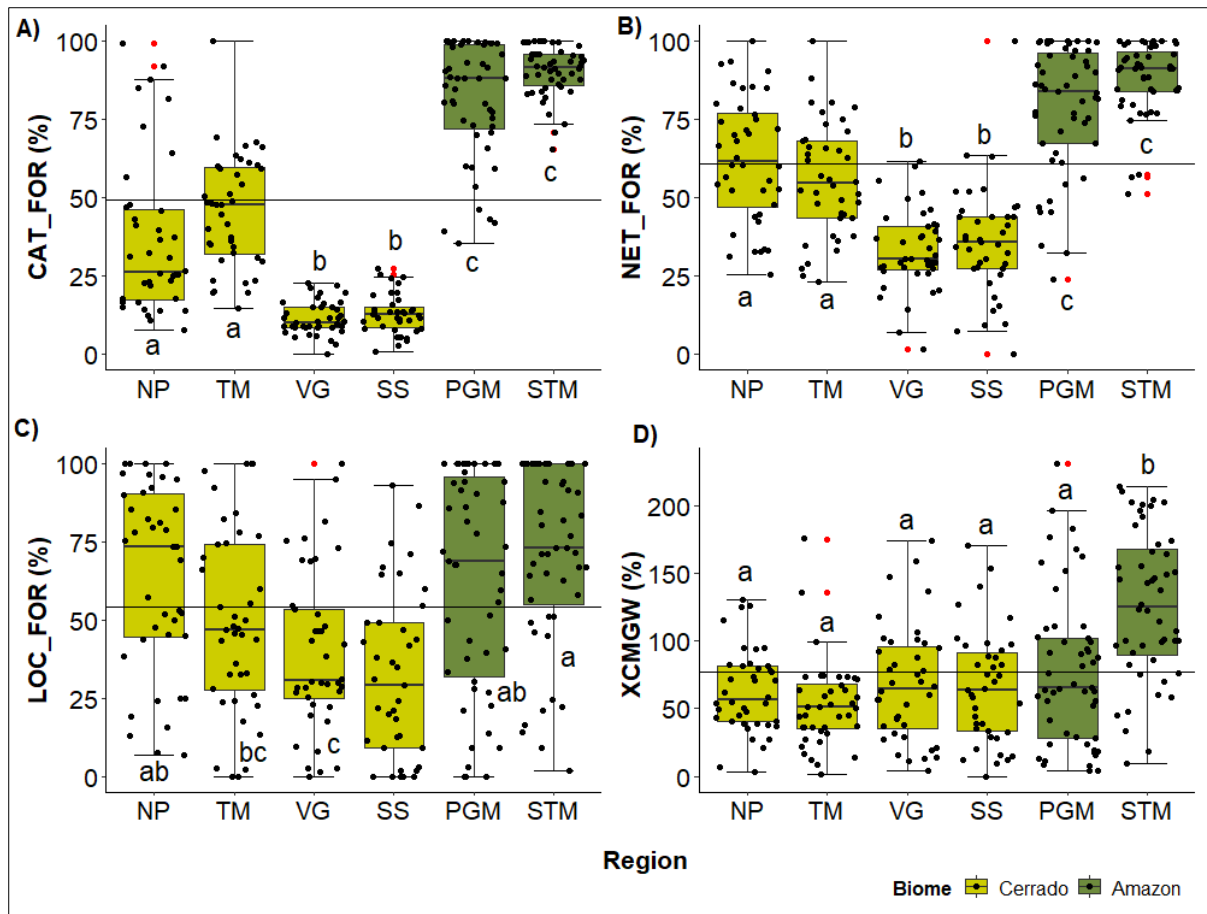 A)
CAT_FOR (%)
100
75
50
25
0
b
b
c
a
a
c
NP TM VG SS PGM STM
B)
NET_FOR (%)
100
75
50
25
0
b
b
c
a
a
c
NP TM VG SS PGM STM
C)
LOC_FOR (%)
100
75
50
25
0
a
ab
bc
c
ab
NP TM VG SS PGM STM
D)
XCMGW (%)
200
150
100
50
0
b
a
a
a
a
a
NP TM VG SS PGM STM
Region
Biome Cerrado Amazon